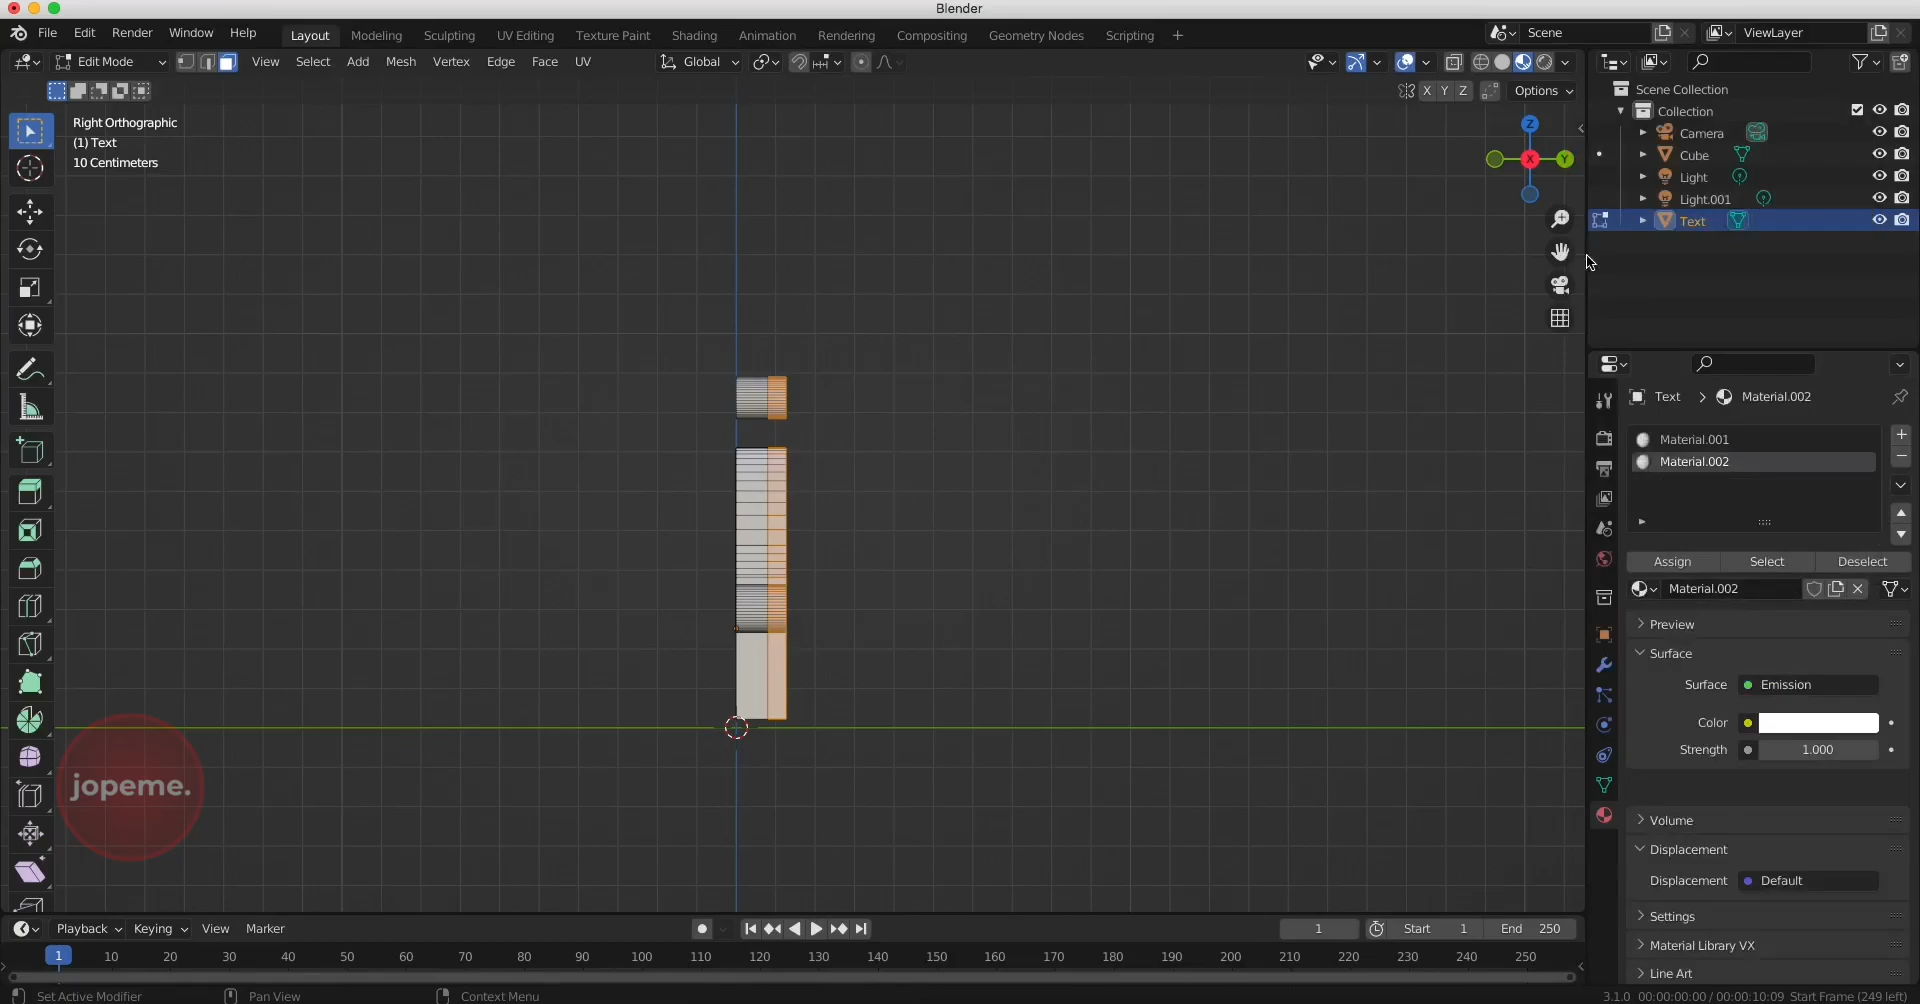 Blender
File Edit Render Window Help Layout Modeling Sculpting UV Editing Texture Paint Shading Animation Rendering Compositing Geometry Nodes Scripting + Scene ViewLayer
Edit Mode View Select Add Mesh Vertex Edge Face UV Global
X Y Z Options
Right Orthographic
(1) Text
10 Centimeters
Z
X Y
Scene Collection
Collection
Camera
Cube
Light
Light.001
Text
Text > Material.002
Material.001
Material.002
Assign Select Deselect
Material.002
Preview
Surface
Surface Emission
Color
Strength 1.000
Volume
Displacement
Displacement Default
Settings
Material Library VX
Line Art
jopeme.
Playback Keying View Marker 1 Start 1 End 250
1 10 20 30 40 50 60 70 80 90 100 110 120 130 140 150 160 170 180 190 200 210 220 230 240 250
Set Active Modifier Pan View Context Menu 3.1.0 00:00:00:00 / 00:00:10:09 Start Frame (249 left)